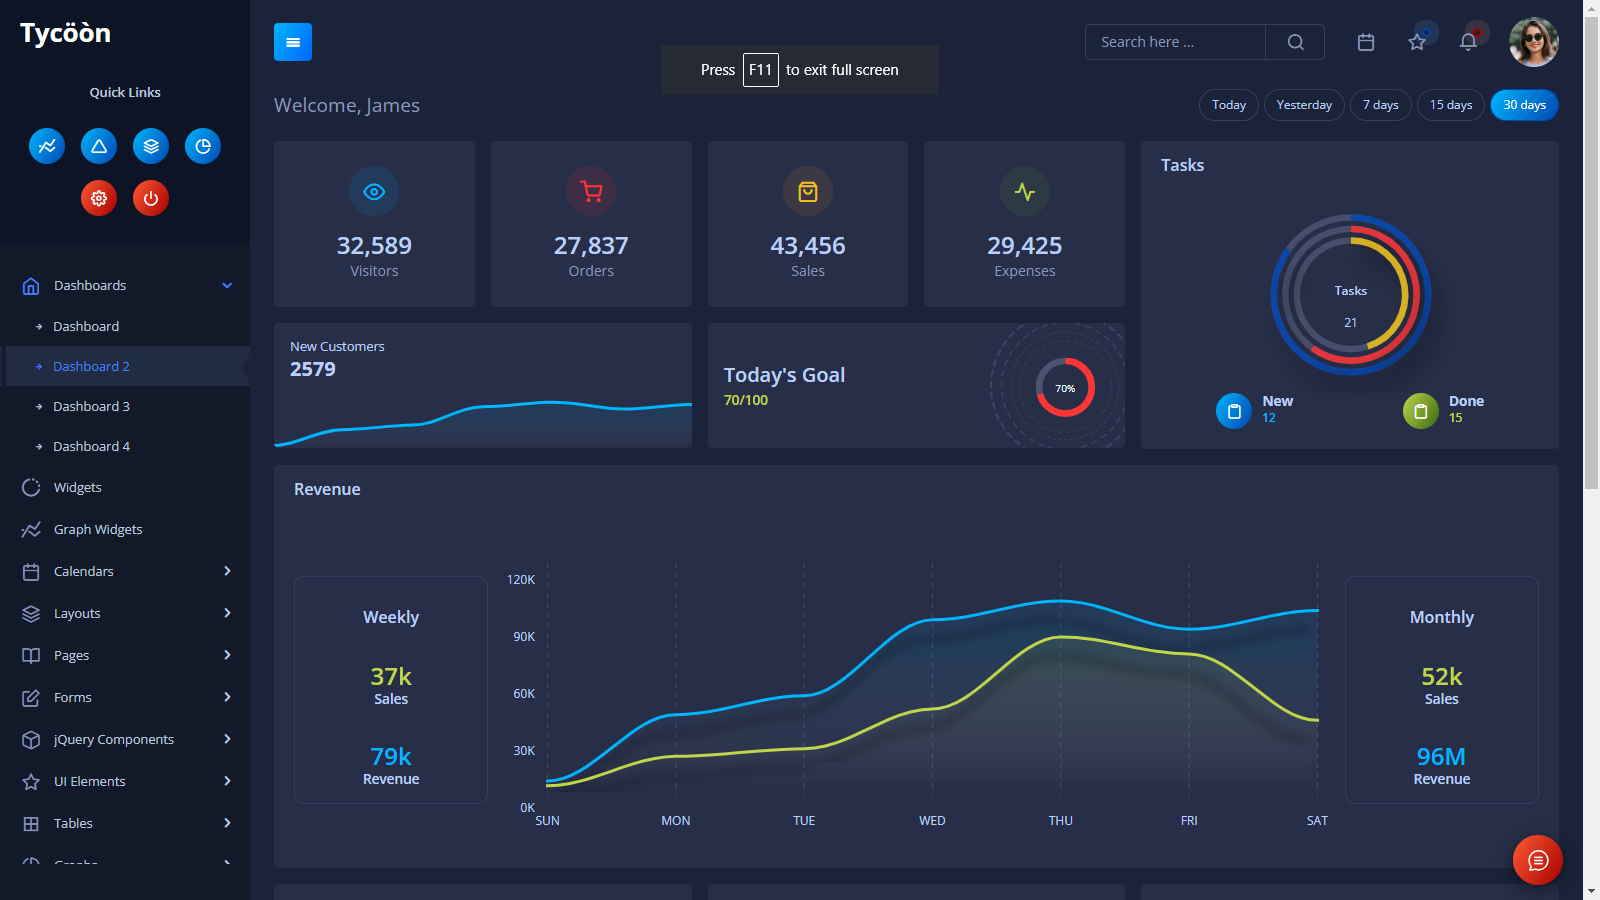 Tycöòn
Quick Links
Dashboards
Dashboard
Dashboard 2
Dashboard 3
Dashboard 4
Widgets
Graph Widgets
Calendars
Layouts
Pages
Forms
jQuery Components
UI Elements
Tables
Graphs
Search here ...
Press F11 to exit full screen
Welcome, James
Today
Yesterday
7 days
15 days
30 days
32,589
Visitors
27,837
Orders
43,456
Sales
29,425
Expenses
Tasks
Tasks
21
New
12
Done
15
New Customers
2579
Today's Goal
70/100
70%
Revenue
Weekly
37k
Sales
79k
Revenue
120K
90K
60K
30K
0K
SUN
MON
TUE
WED
THU
FRI
SAT
Monthly
52k
Sales
96M
Revenue